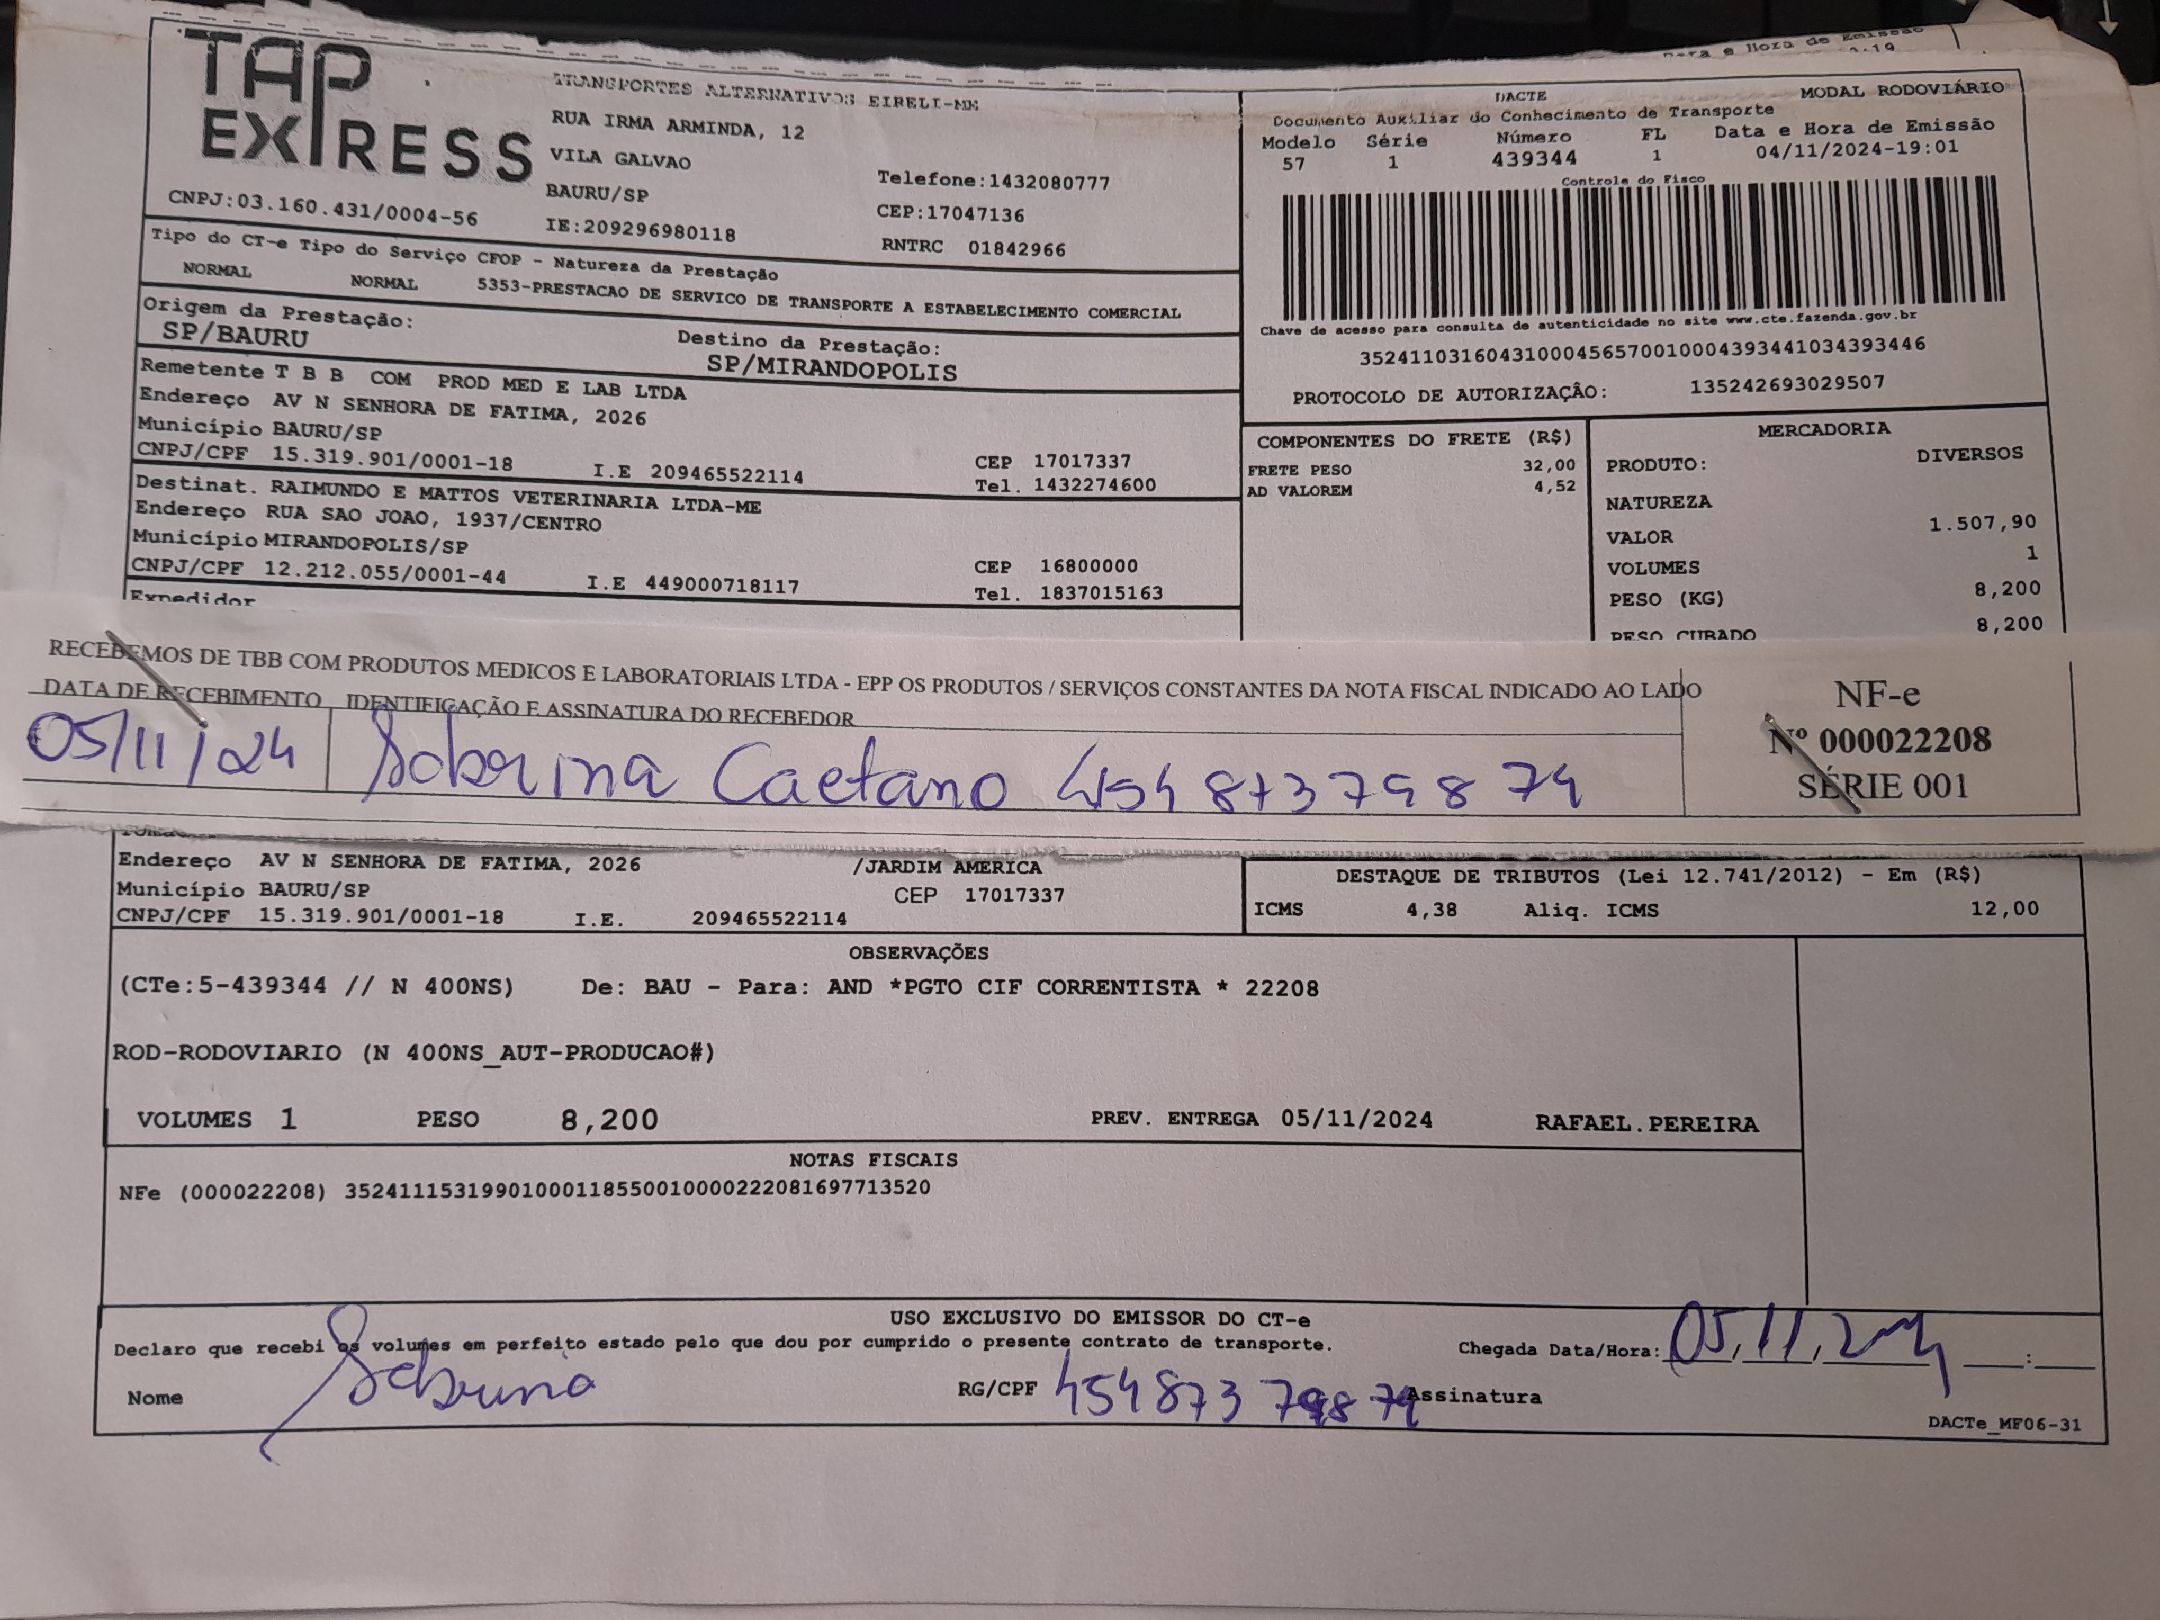 Data e Hora de Emissão
TAP
EXPRESS
TRANSPORTES ALTERNATIVOS EIRELI-ME
RUA IRMA ARMINDA, 12
VILA GALVAO
Telefone:1432080777
BAURU/SP
CEP:17047136
CNPJ:03.160.431/0004-56
IE:209296980118
RNTRC 01842966
DACTE MODAL RODOVIÁRIO
Documento Auxiliar do Conhecimento de Transporte
Modelo Série Número FL Data e Hora de Emissão
57 1 439344 1 04/11/2024-19:01
Controle do Fisco
Chave de acesso para consulta de autenticidade no site www.cte.fazenda.gov.br
35241103160431000456570010004393441034393446
PROTOCOLO DE AUTORIZAÇÃO: 135242693029507
Tipo do CT-e Tipo do Serviço CFOP - Natureza da Prestação
NORMAL NORMAL 5353-PRESTACAO DE SERVICO DE TRANSPORTE A ESTABELECIMENTO COMERCIAL
Origem da Prestação: Destino da Prestação:
SP/BAURU SP/MIRANDOPOLIS
Remetente T B B COM PROD MED E LAB LTDA
Endereço AV N SENHORA DE FATIMA, 2026
Município BAURU/SP CEP 17017337
CNPJ/CPF 15.319.901/0001-18 I.E 209465522114 Tel. 1432274600
Destinat. RAIMUNDO E MATTOS VETERINARIA LTDA-ME
Endereço RUA SAO JOAO, 1937/CENTRO
Município MIRANDOPOLIS/SP CEP 16800000
CNPJ/CPF 12.212.055/0001-44 I.E 449000718117 Tel. 1837015163
Expedidor
COMPONENTES DO FRETE (R$)
FRETE PESO 32,00
AD VALOREM 4,52
MERCADORIA
PRODUTO: DIVERSOS
NATUREZA
VALOR 1.507,90
VOLUMES 1
PESO (KG) 8,200
PESO CUBADO 8,200
RECEBEMOS DE TBB COM PRODUTOS MEDICOS E LABORATORIAIS LTDA - EPP OS PRODUTOS / SERVIÇOS CONSTANTES DA NOTA FISCAL INDICADO AO LADO
DATA DE RECEBIMENTO IDENTIFICAÇÃO E ASSINATURA DO RECEBEDOR
05/11/24 Sabrina Caetano 45487379874
NF-e
Nº 000022208
SÉRIE 001
Endereço AV N SENHORA DE FATIMA, 2026 /JARDIM AMERICA
Município BAURU/SP CEP 17017337
CNPJ/CPF 15.319.901/0001-18 I.E. 209465522114
DESTAQUE DE TRIBUTOS (Lei 12.741/2012) - Em (R$)
ICMS 4,38 Aliq. ICMS 12,00
OBSERVAÇÕES
(CTe:5-439344 // N 400NS) De: BAU - Para: AND *PGTO CIF CORRENTISTA * 22208
ROD-RODOVIARIO (N 400NS_AUT-PRODUCAO#)
VOLUMES 1 PESO 8,200 PREV. ENTREGA 05/11/2024 RAFAEL.PEREIRA
NOTAS FISCAIS
NFe (000022208) 35241115319901000118550010000222081697713520
USO EXCLUSIVO DO EMISSOR DO CT-e
Declaro que recebi os volumes em perfeito estado pelo que dou por cumprido o presente contrato de transporte. Chegada Data/Hora: 05/11/2024 :
Nome Sabrina RG/CPF 45487379874 Assinatura
DACTe_MF06-31